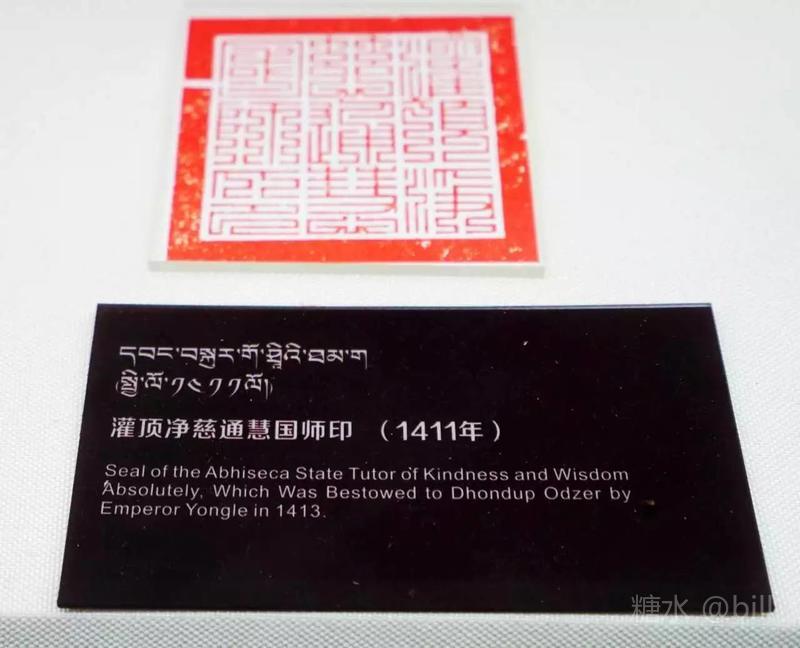 དབང་བསྐུར་གོ་ཤྲཱིའི་ཐམ་ག
(སྤྱི་ལོ་༡༤༡༡ལོ།)
灌顶净慈通慧国师印 （1411年）
Seal of the Abhiseca State Tutor of Kindness and Wisdom
Absolutely, Which Was Bestowed to Dhondup Odzer by
Emperor Yongle in 1413.
糖水 @bill